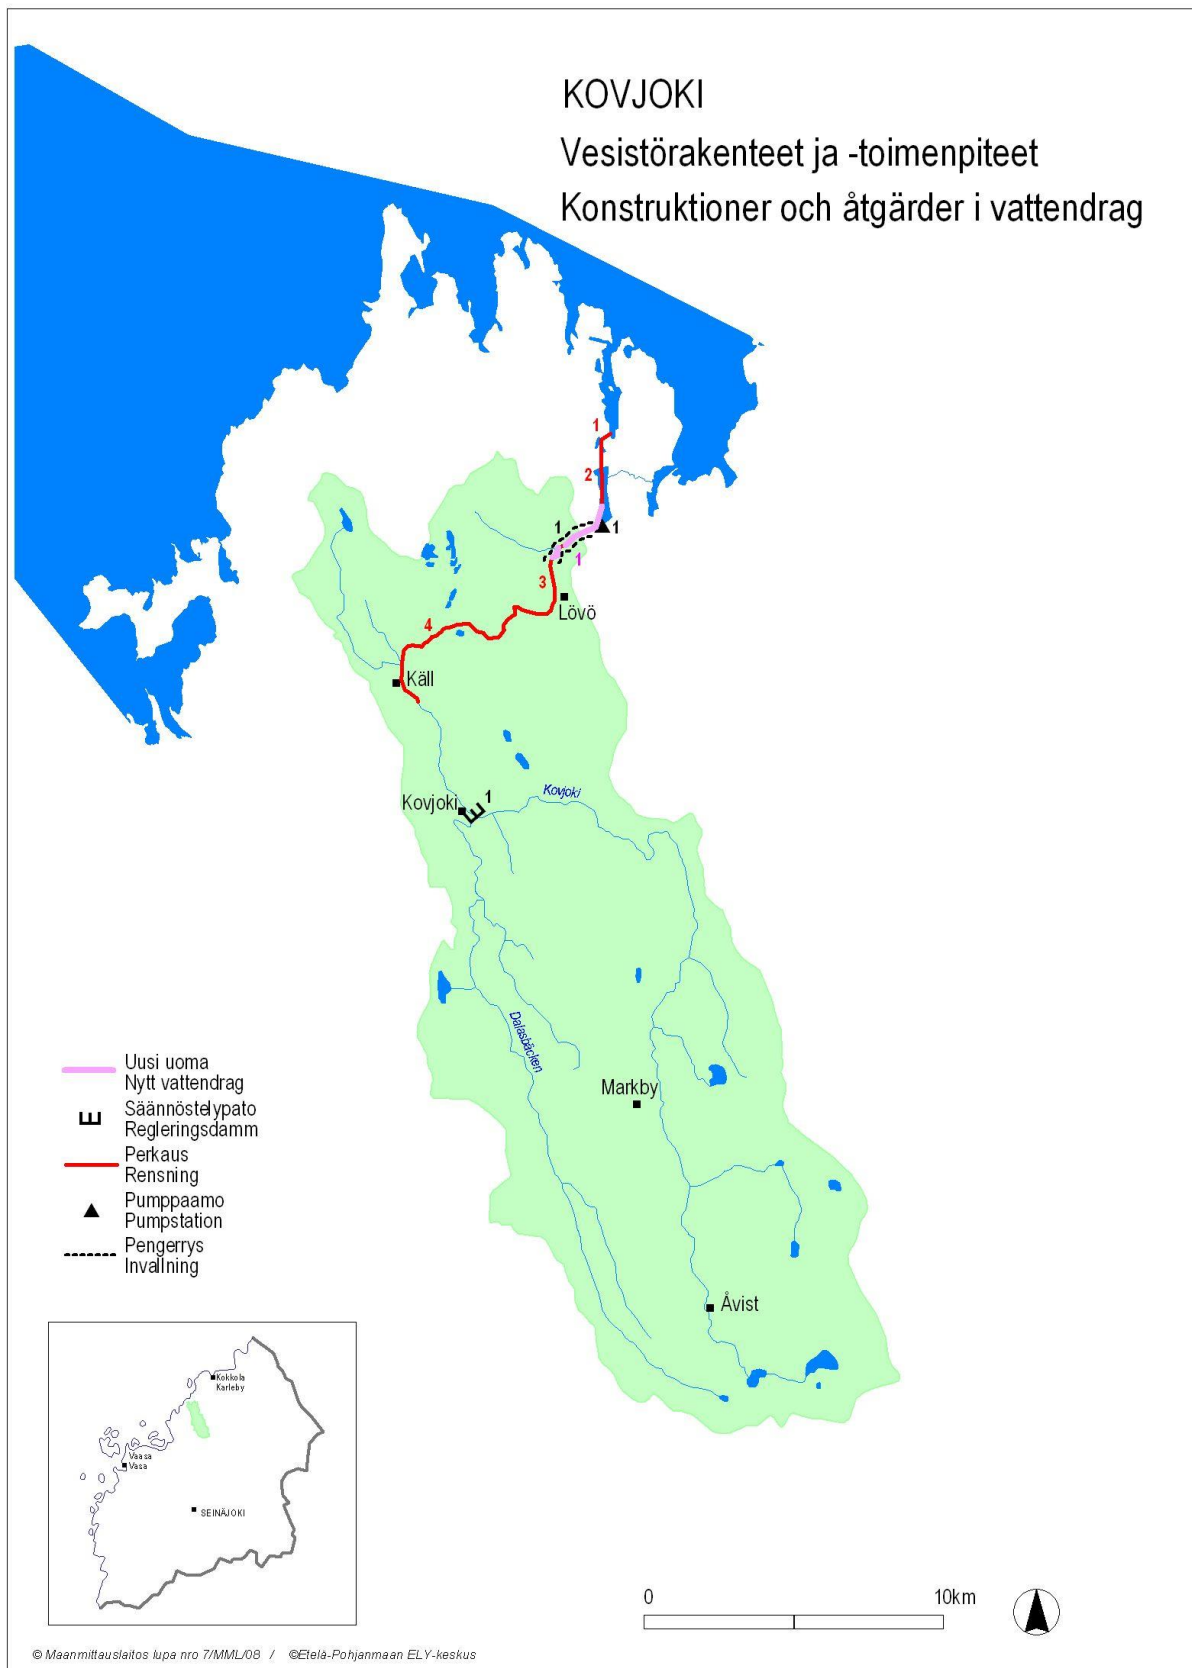 KOVJOKI
Vesistörakenteet ja -toimenpiteet
Konstruktioner och åtgärder i vattendrag
1
2
1
1
1
3
Lövö
4
Käll
Kovjoki
1
Kovjoki
Dalasbäcken
Markby
Åvist
Uusi uoma
Nytt vattendrag
E Säännöstelypato
Regleringsdamm
Perkaus
Rensning
Pumppaamo
Pumpstation
Pengerrys
Invallning
Kokkola
Karleby
Vaasa
Vasa
SEINÄJOKI
0 10km
© Maanmittauslaitos lupa nro 7/MML/08 / ©Etelä-Pohjanmaan ELY-keskus